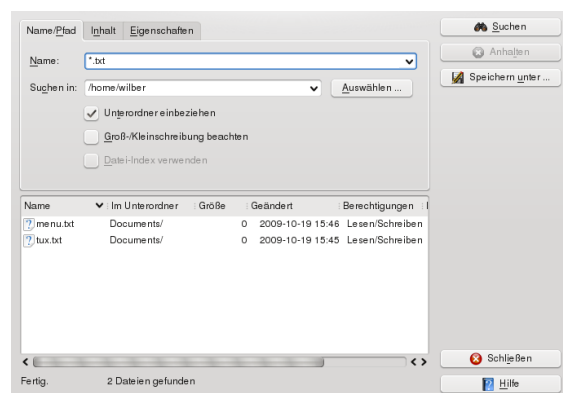 Name/Pfad Inhalt Eigenschaften
Name: *.txt
Suchen in: /home/wilber Auswählen ...
Unterordner einbeziehen
Groß-/Kleinschreibung beachten
Datei-Index verwenden
Suchen
Anhalten
Speichern unter ...
Name Im Unterordner Größe Geändert Berechtigungen
menu.txt Documents/ 0 2009-10-19 15:46 Lesen/Schreiben
tux.txt Documents/ 0 2009-10-19 15:45 Lesen/Schreiben
Fertig. 2 Dateien gefunden
Schließen
Hilfe